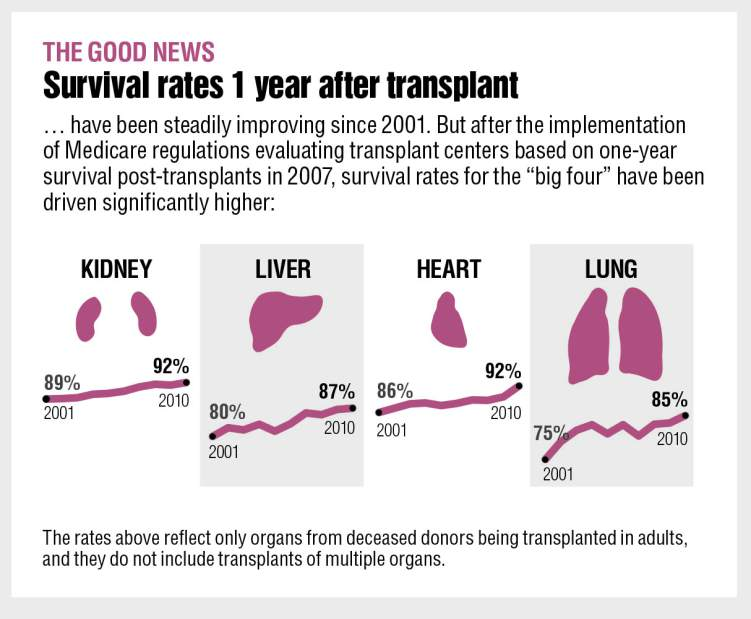 THE GOOD NEWS
Survival rates 1 year after transplant
… have been steadily improving since 2001. But after the implementation
of Medicare regulations evaluating transplant centers based on one-year
survival post-transplants in 2007, survival rates for the “big four” have been
driven significantly higher:
KIDNEY
89%
92%
2001
2010
LIVER
80%
87%
2001
2010
HEART
86%
92%
2001
2010
LUNG
75%
85%
2001
2010
The rates above reflect only organs from deceased donors being transplanted in adults,
and they do not include transplants of multiple organs.